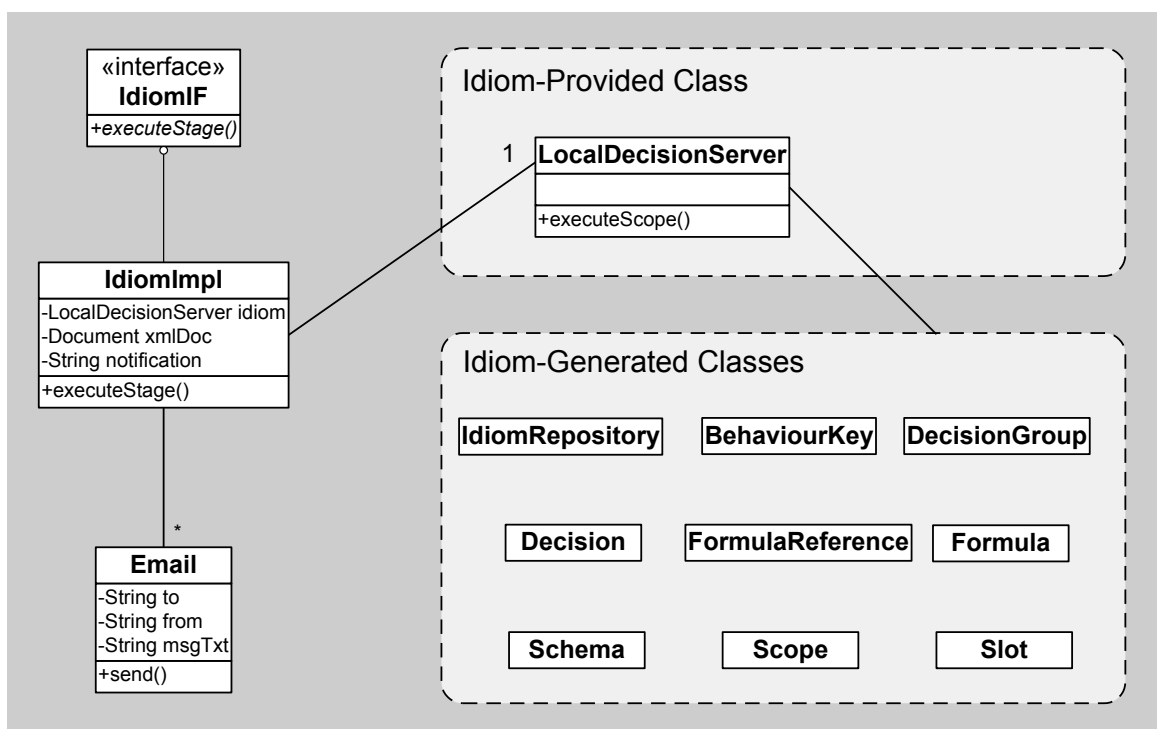 «interface»
IdiomIF
+executeStage()
IdiomImpl
-LocalDecisionServer idiom
-Document xmlDoc
-String notification
+executeStage()
*
Email
-String to
-String from
-String msgTxt
+send()
Idiom-Provided Class
1
LocalDecisionServer
+executeScope()
Idiom-Generated Classes
IdiomRepository BehaviourKey DecisionGroup
Decision FormulaReference Formula
Schema Scope Slot